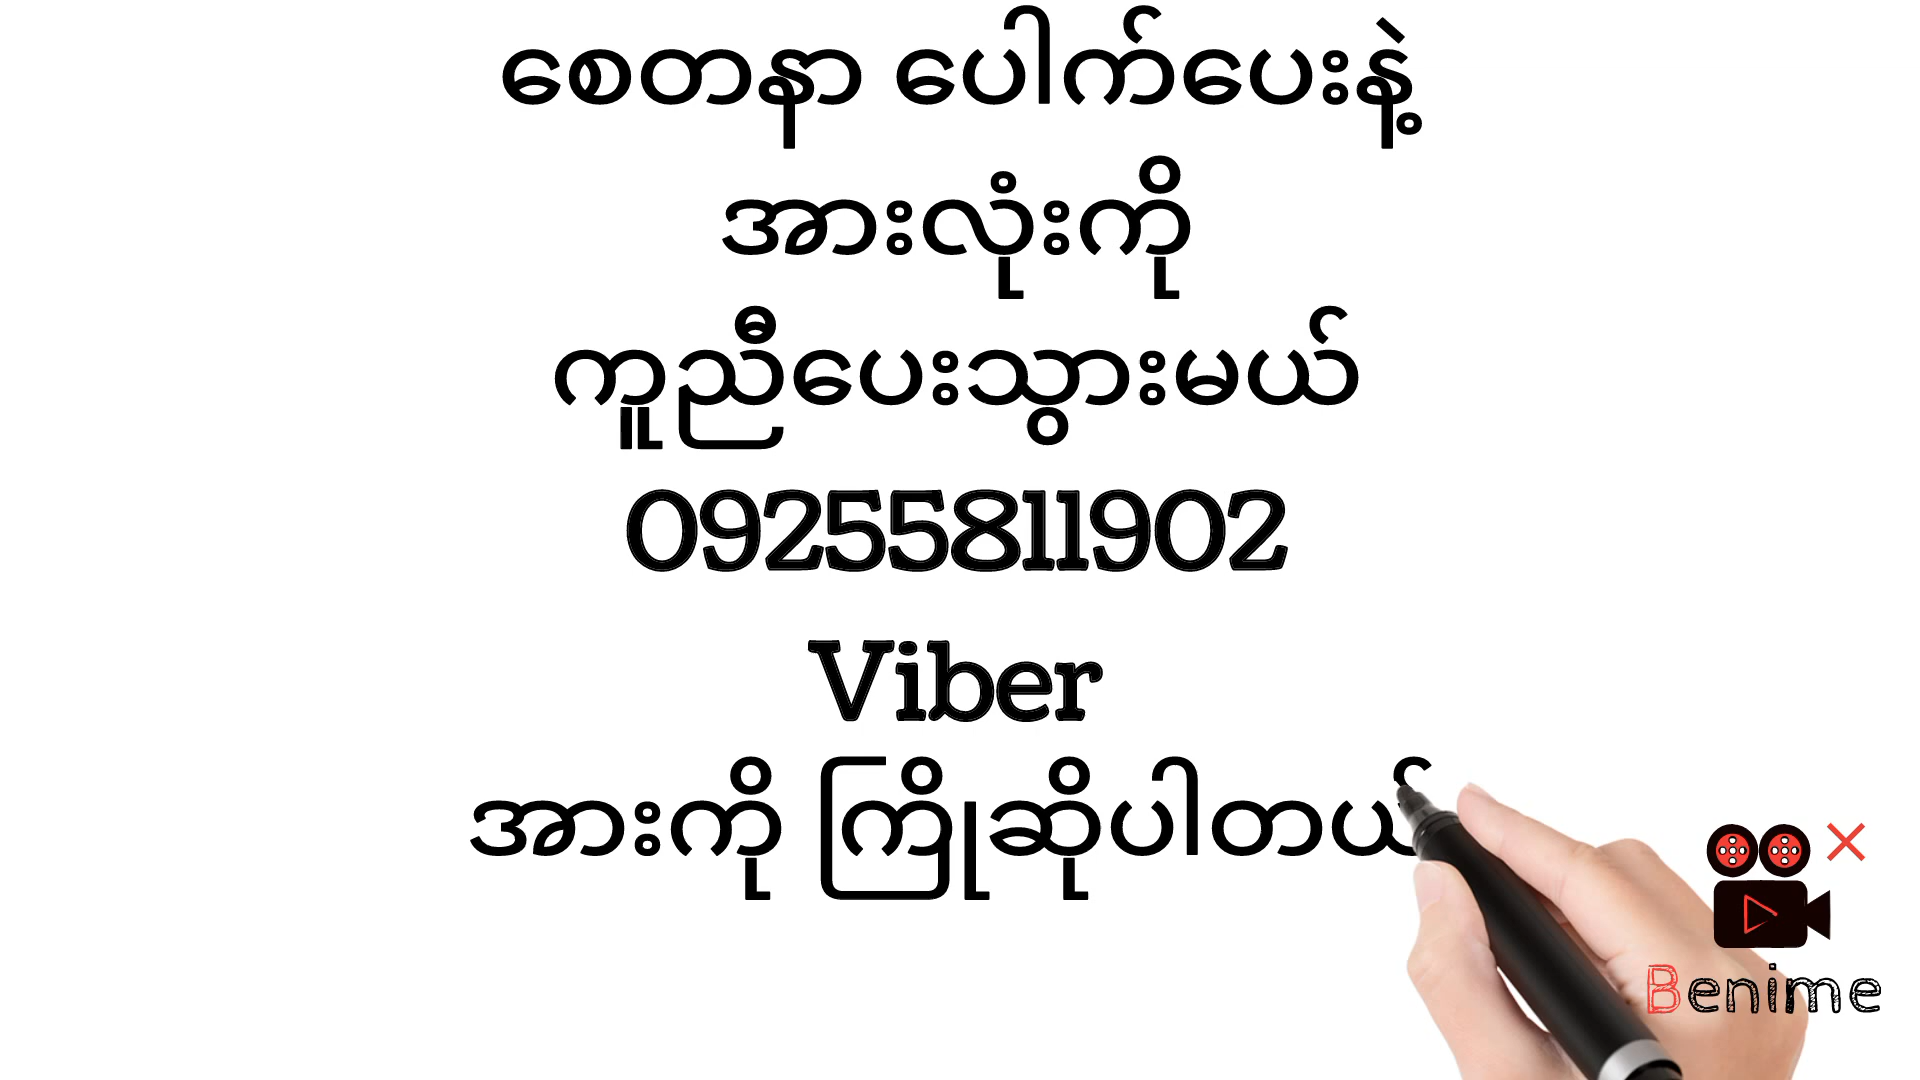 စေတနာ ပေါက်ပေးနဲ့
အားလုံးကို
ကူညီပေးသွားမယ်
09255811902
Viber
အားကို ကြိုဆိုပါတယ်
Benime